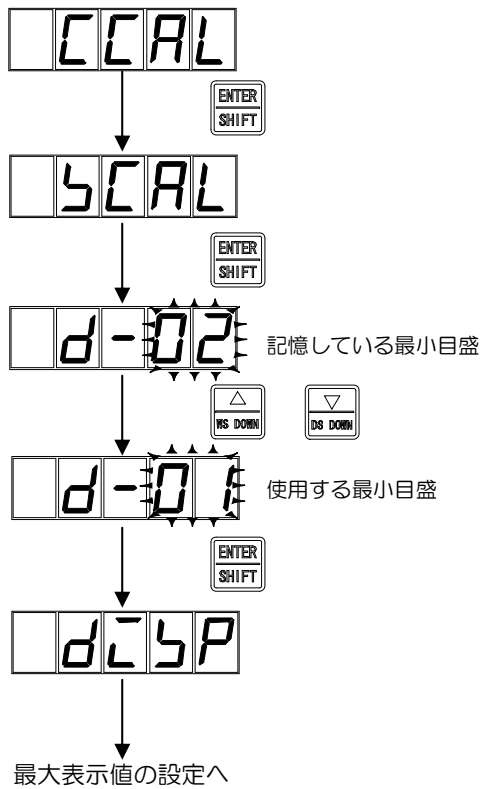 CCAL
ENTER
SHIFT
bCAL
ENTER
SHIFT
d-02 記憶している最小目盛
△ ▽
WS DOWN DS DOWN
d-01 使用する最小目盛
ENTER
SHIFT
diSP
最大表示値の設定へ